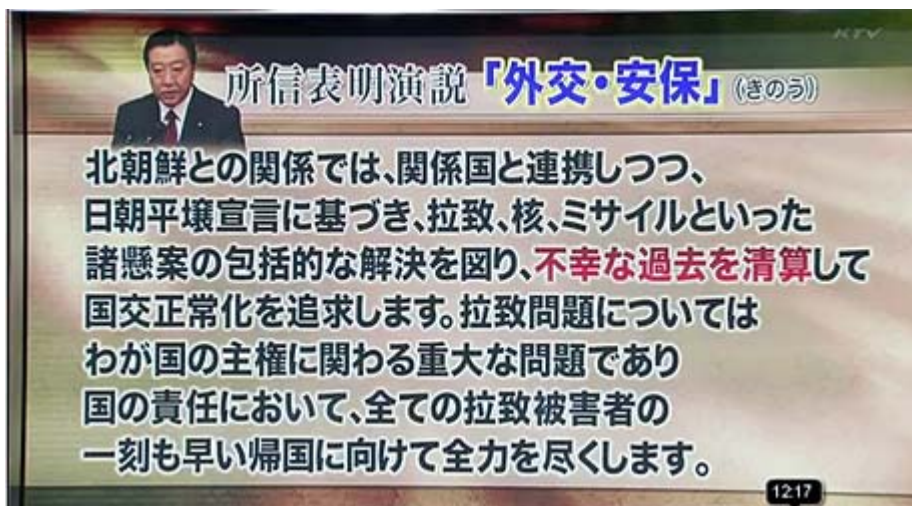 KTV
所信表明演説「外交・安保」(きのう)
北朝鮮との関係では、関係国と連携しつつ、
日朝平壌宣言に基づき、拉致、核、ミサイルといった
諸懸案の包括的な解決を図り、不幸な過去を清算して
国交正常化を追求します。拉致問題については
わが国の主権に関わる重大な問題であり
国の責任において、全ての拉致被害者の
一刻も早い帰国に向けて全力を尽くします。
12:17